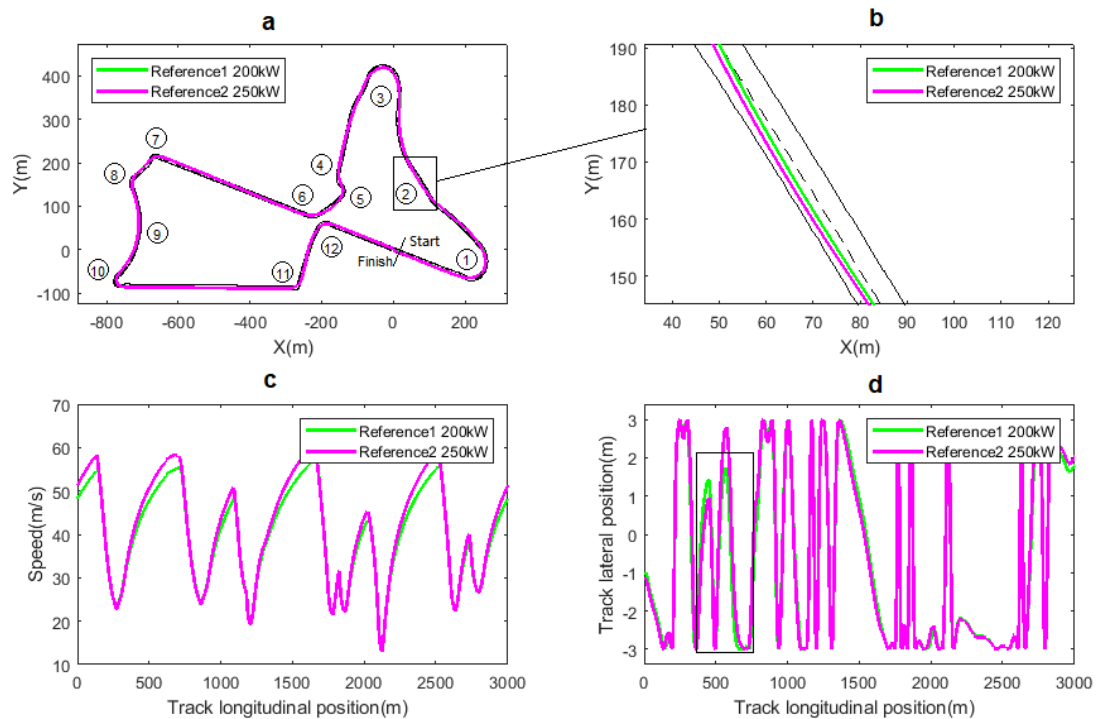 a
Reference1 200kW
Reference2 250kW
400
300
200
100
0
-100
Y(m)
-800 -600 -400 -200 0 200
X(m)
1
2
3
4
5
6
7
8
9
10
11
12
Start
Finish
b
Reference1 200kW
Reference2 250kW
190
180
170
160
150
Y(m)
40 50 60 70 80 90 100 110 120
X(m)
c
Reference1 200kW
Reference2 250kW
70
60
50
40
30
20
10
Speed(m/s)
0 500 1000 1500 2000 2500 3000
Track longitudinal position(m)
d
Reference1 200kW
Reference2 250kW
3
2
1
0
-1
-2
-3
Track lateral position(m)
0 500 1000 1500 2000 2500 3000
Track longitudinal position(m)